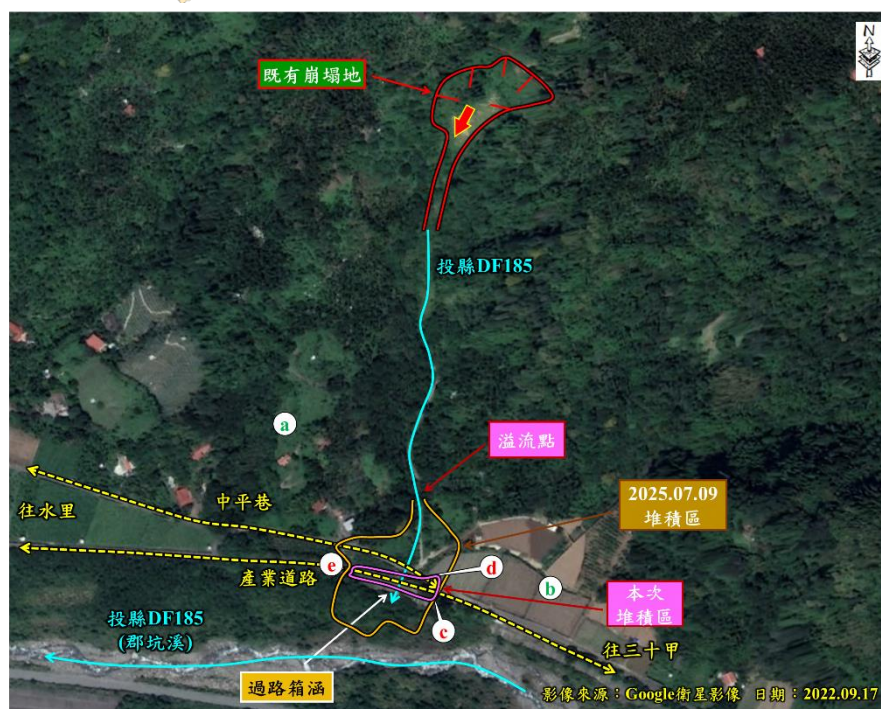 N
既有崩塌地
投縣DF185
a
溢流點
2025.07.09
堆積區
中平巷
往水里
e
d
產業道路
b
本次
堆積區
c
投縣DF185
(郡坑溪)
往三十甲
過路箱涵
影像來源：Google衛星影像 日期：2022.09.17